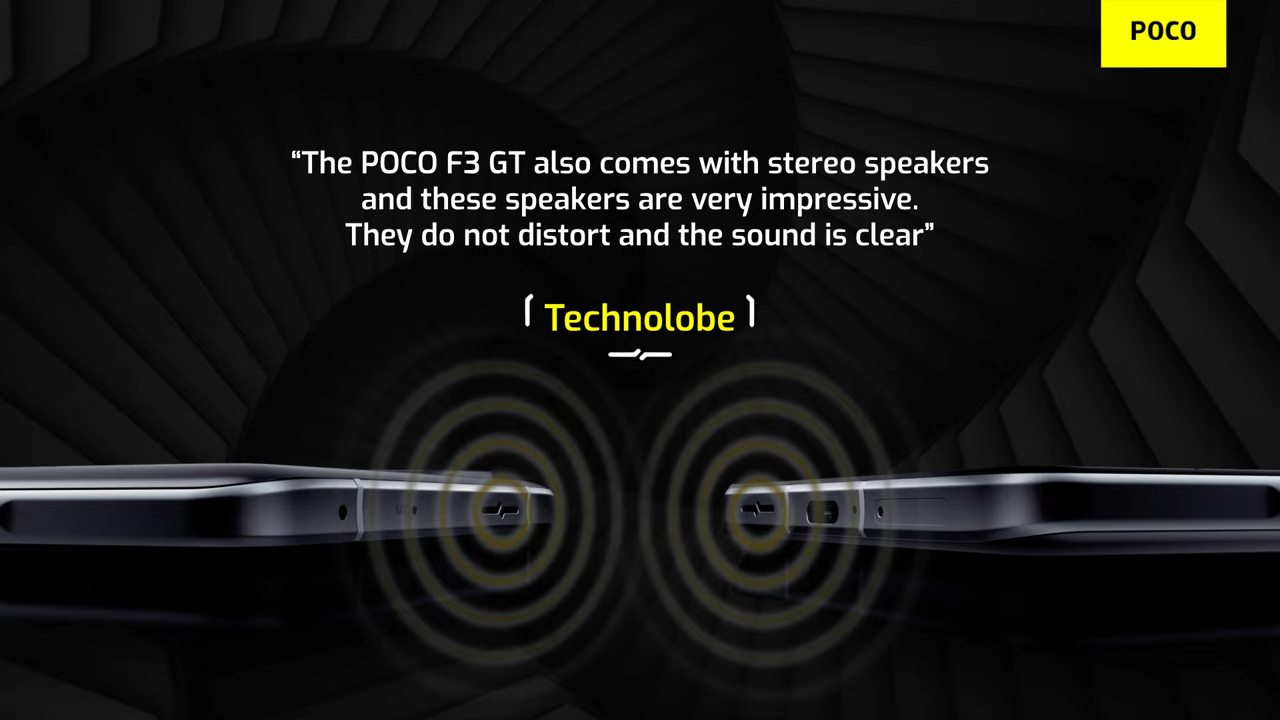 POCO
“The POCO F3 GT also comes with stereo speakers
and these speakers are very impressive.
They do not distort and the sound is clear”
Technolobe